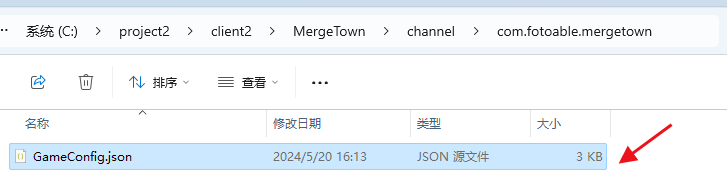 系统 (C:) > project2 > client2 > MergeTown > channel > com.fotoable.mergetown
排序 查看
名称 修改日期 类型 大小
GameConfig.json 2024/5/20 16:13 JSON 源文件 3 KB